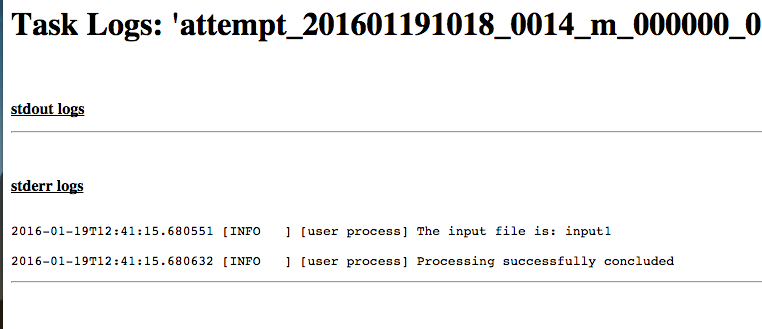 Task Logs: 'attempt_201601191018_0014_m_000000_0
stdout logs
stderr logs
2016-01-19T12:41:15.680551 [INFO   ] [user process] The input file is: input1
2016-01-19T12:41:15.680632 [INFO   ] [user process] Processing successfully concluded